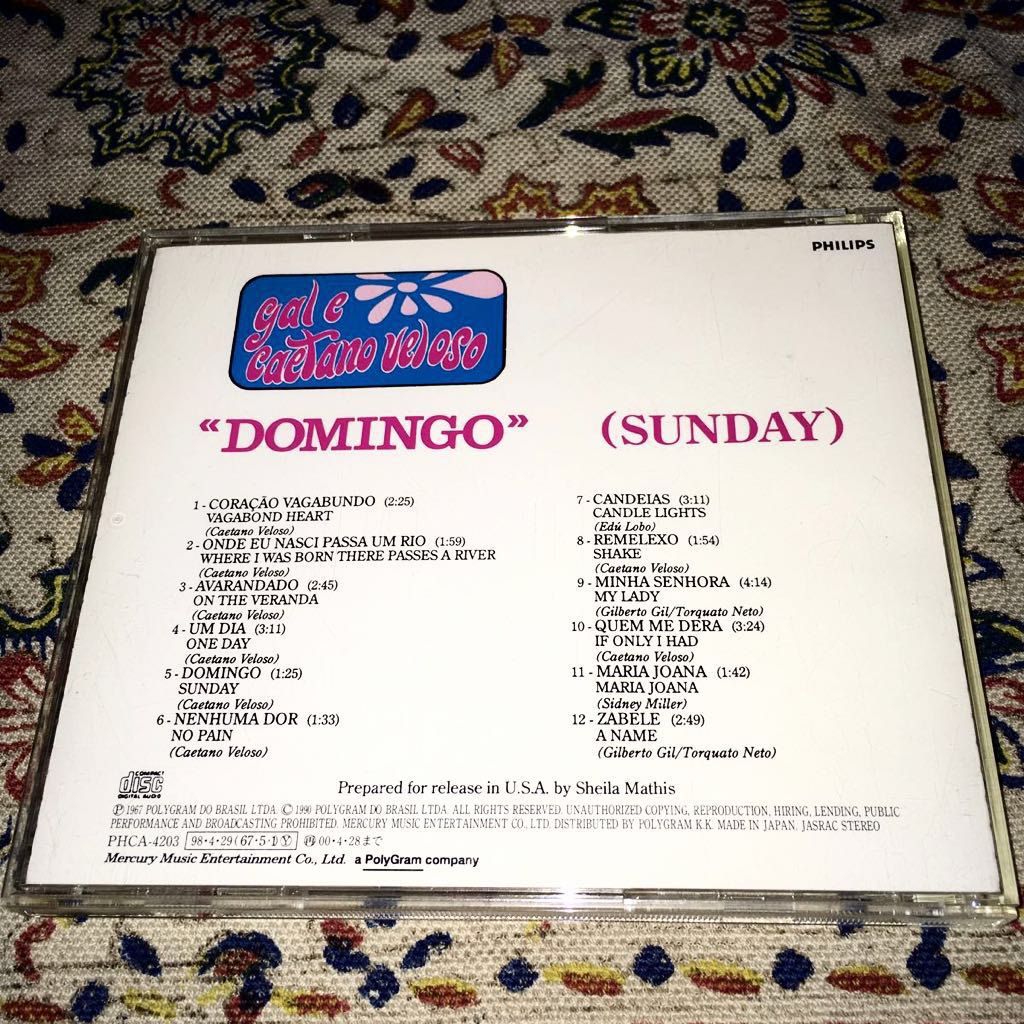 PHILIPS
gal e
caetano veloso
“DOMINGO” (SUNDAY)
1 - CORAÇÃO VAGABUNDO (2:25)
VAGABOND HEART
(Caetano Veloso)
2 - ONDE EU NASCI PASSA UM RIO (1:59)
WHERE I WAS BORN THERE PASSES A RIVER
(Caetano Veloso)
3 - AVARANDADO (2:45)
ON THE VERANDA
(Caetano Veloso)
4 - UM DIA (3:11)
ONE DAY
(Caetano Veloso)
5 - DOMINGO (1:25)
SUNDAY
(Caetano Veloso)
6 - NENHUMA DOR (1:33)
NO PAIN
(Caetano Veloso)
7 - CANDEIAS (3:11)
CANDLE LIGHTS
(Edú Lobo)
8 - REMELEXO (1:54)
SHAKE
(Caetano Veloso)
9 - MINHA SENHORA (4:14)
MY LADY
(Gilberto Gil/Torquato Neto)
10 - QUEM ME DERA (3:24)
IF ONLY I HAD
(Caetano Veloso)
11 - MARIA JOANA (1:42)
MARIA JOANA
(Sidney Miller)
12 - ZABELE (2:49)
A NAME
(Gilberto Gil/Torquato Neto)
COMPACT
disc
DIGITAL AUDIO
Prepared for release in U.S.A. by Sheila Mathis
Ⓟ 1967 POLYGRAM DO BRASIL LTDA. Ⓒ 1990 POLYGRAM DO BRASIL LTDA. ALL RIGHTS RESERVED. UNAUTHORIZED COPYING, REPRODUCTION, HIRING, LENDING, PUBLIC
PERFORMANCE AND BROADCASTING PROHIBITED. MERCURY MUSIC ENTERTAINMENT CO., LTD. DISTRIBUTED BY POLYGRAM K.K. MADE IN JAPAN. JASRAC STEREO
PHCA-4203 98・4・29(67・5・1)Ⓨ 再00・4・28まで
Mercury Music Entertainment Co., Ltd. a PolyGram company